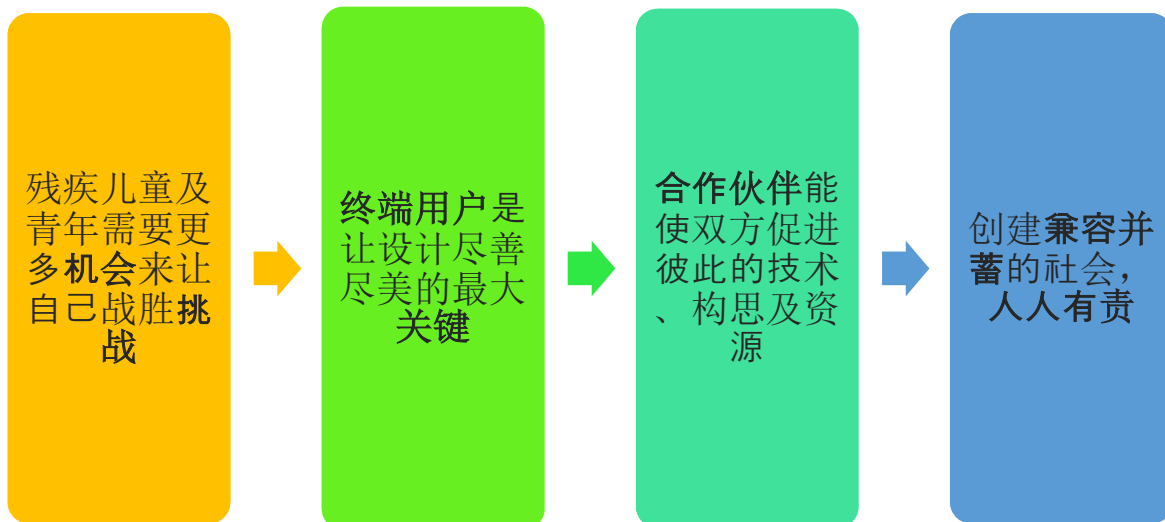 残疾儿童及
青年需要更
多机会来让
自己战胜挑
战
终端用户是
让设计尽善
尽美的最大
关键
合作伙伴能
使双方促进
彼此的技术
、构思及资
源
创建兼容并
蓄的社会，
人人有责